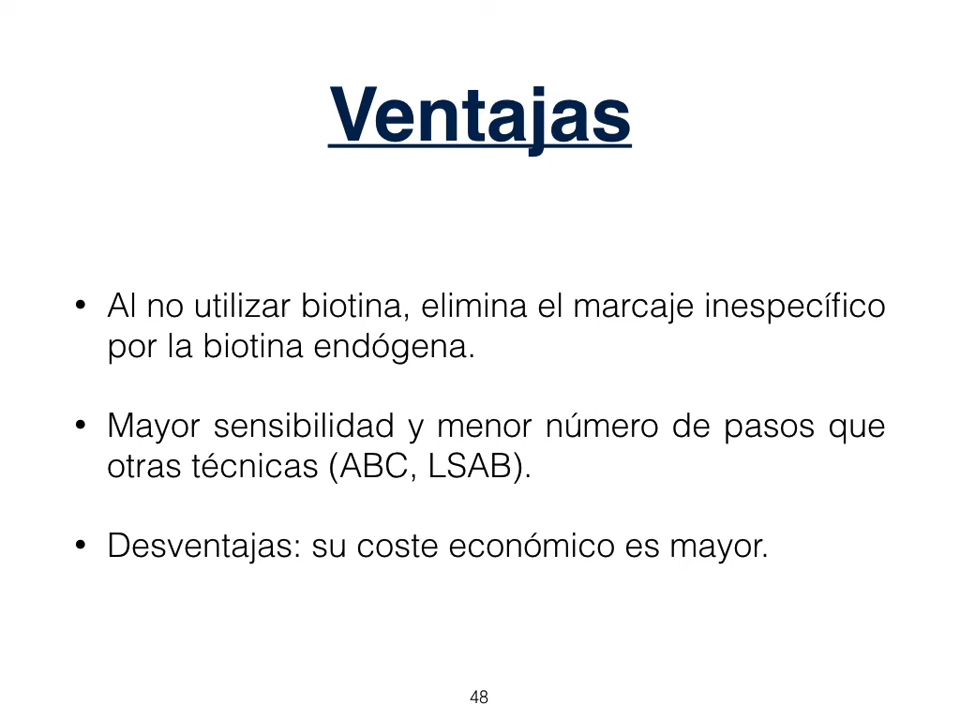 Ventajas
• Al no utilizar biotina, elimina el marcaje inespecífico
por la biotina endógena.
• Mayor sensibilidad y menor número de pasos que
otras técnicas (ABC, LSAB).
• Desventajas: su coste económico es mayor.
48